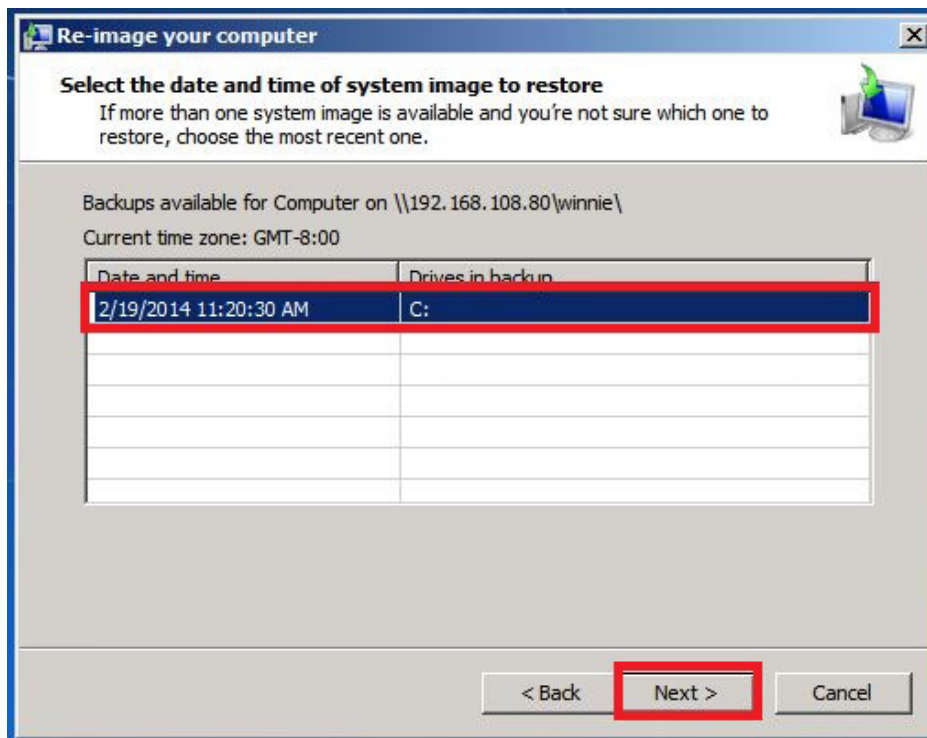 Re-image your computer
Select the date and time of system image to restore
If more than one system image is available and you're not sure which one to
restore, choose the most recent one.
Backups available for Computer on \\192.168.108.80\winnie\
Current time zone: GMT-8:00
Date and time Drives in backup
2/19/2014 11:20:30 AM C:
< Back Next > Cancel